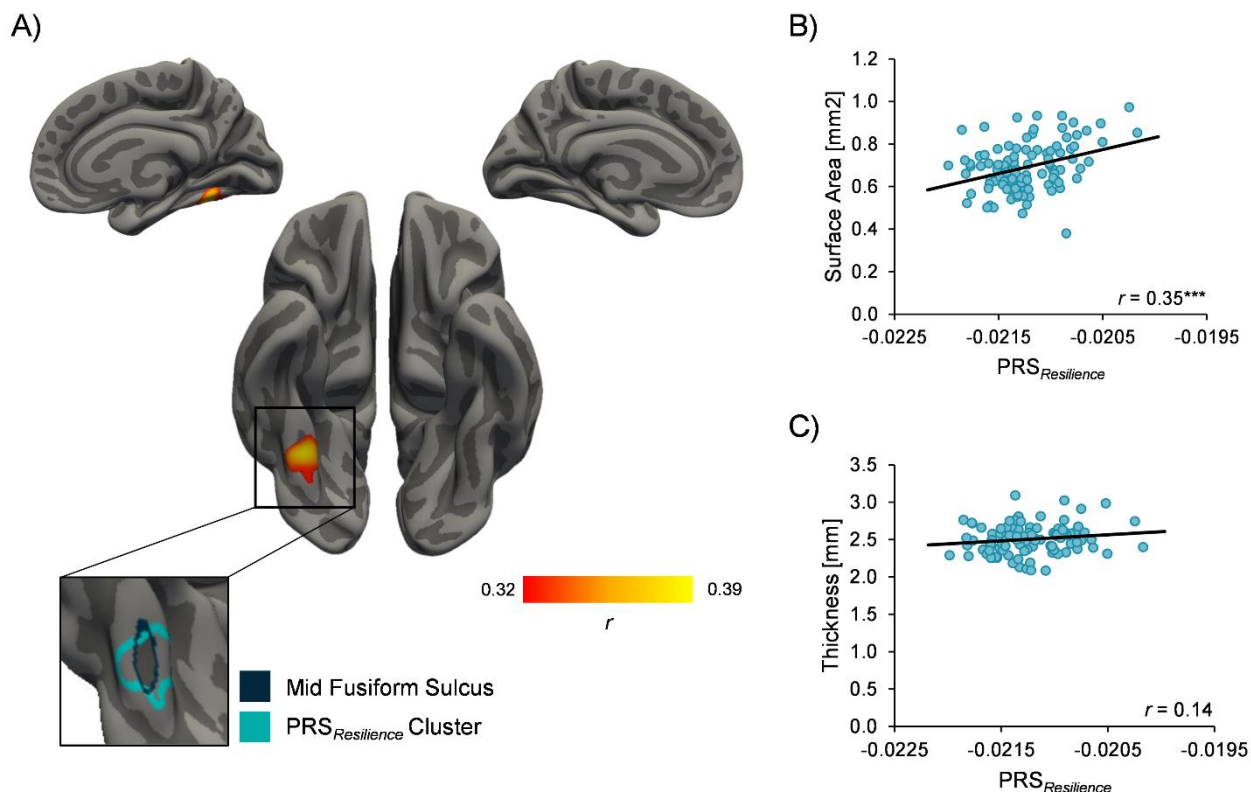 A)
0.32
0.39
r
Mid Fusiform Sulcus
PRSResilience Cluster
B)
Surface Area [mm2]
1.2
1.0
0.8
0.6
0.4
0.2
0.0
r = 0.35***
-0.0225
-0.0215
-0.0205
-0.0195
PRSResilience
C)
Thickness [mm]
3.5
3.0
2.5
2.0
1.5
1.0
0.5
0.0
r = 0.14
-0.0225
-0.0215
-0.0205
-0.0195
PRSResilience